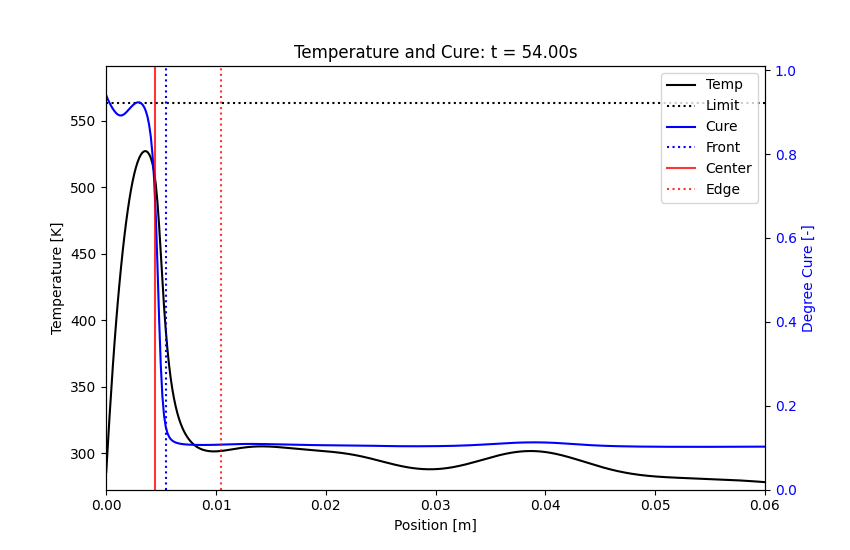 Temperature and Cure: t = 54.00s
Temp
Limit
Cure
Front
Center
Edge
Temperature [K]
550
500
450
400
350
300
Degree Cure [-]
1.0
0.8
0.6
0.4
0.2
0.0
0.00 0.01 0.02 0.03 0.04 0.05 0.06
Position [m]